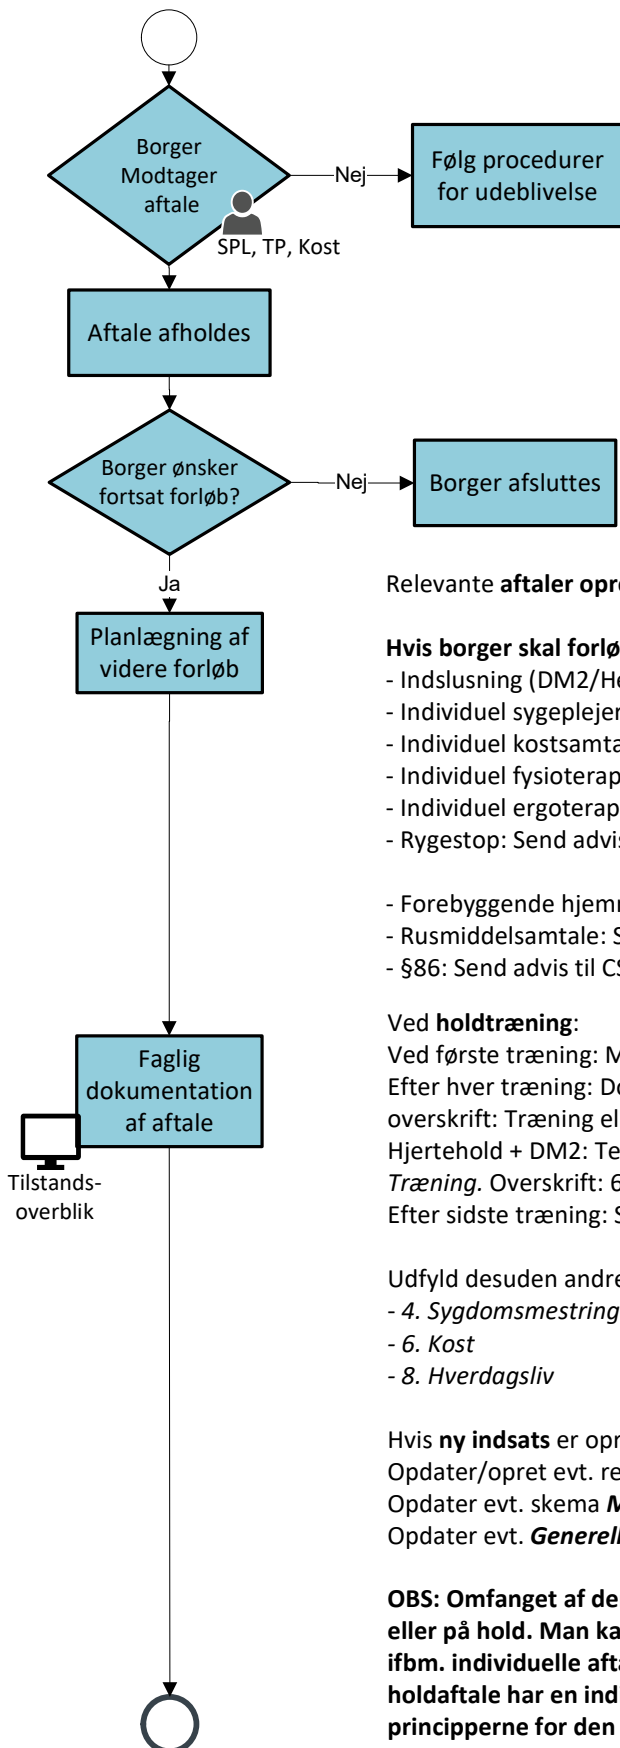 Borger
Modtager
aftale
Nej
Følg procedurer
for udeblivelse
SPL, TP, Kost
Aftale afholdes
Borger ønsker
fortsat forløb?
Nej
Borger afsluttes
Ja
Planlægning af
videre forløb
Relevante aftaler opr
Hvis borger skal forlø
- Indslusning (DM2/He
- Individuel sygeplejer
- Individuel kostsamta
- Individuel fysioterap
- Individuel ergoterap
- Rygestop: Send advis
- Forebyggende hjemm
- Rusmiddelsamtale: S
- §86: Send advis til CS
Faglig
dokumentation
af aftale
Tilstands-
overblik
Ved holdtræning:
Ved første træning: M
Efter hver træning: Do
overskrift: Træning el
Hjertehold + DM2: Te
Træning. Overskrift: 6
Efter sidste træning: S
Udfyld desuden andre
- 4. Sygdomsmestring
- 6. Kost
- 8. Hverdagsliv
Hvis ny indsats er opr
Opdater/opret evt. re
Opdater evt. skema M
Opdater evt. Generell
OBS: Omfanget af de
eller på hold. Man ka
ifbm. individuelle afta
holdaftale har en indi
principperne for den